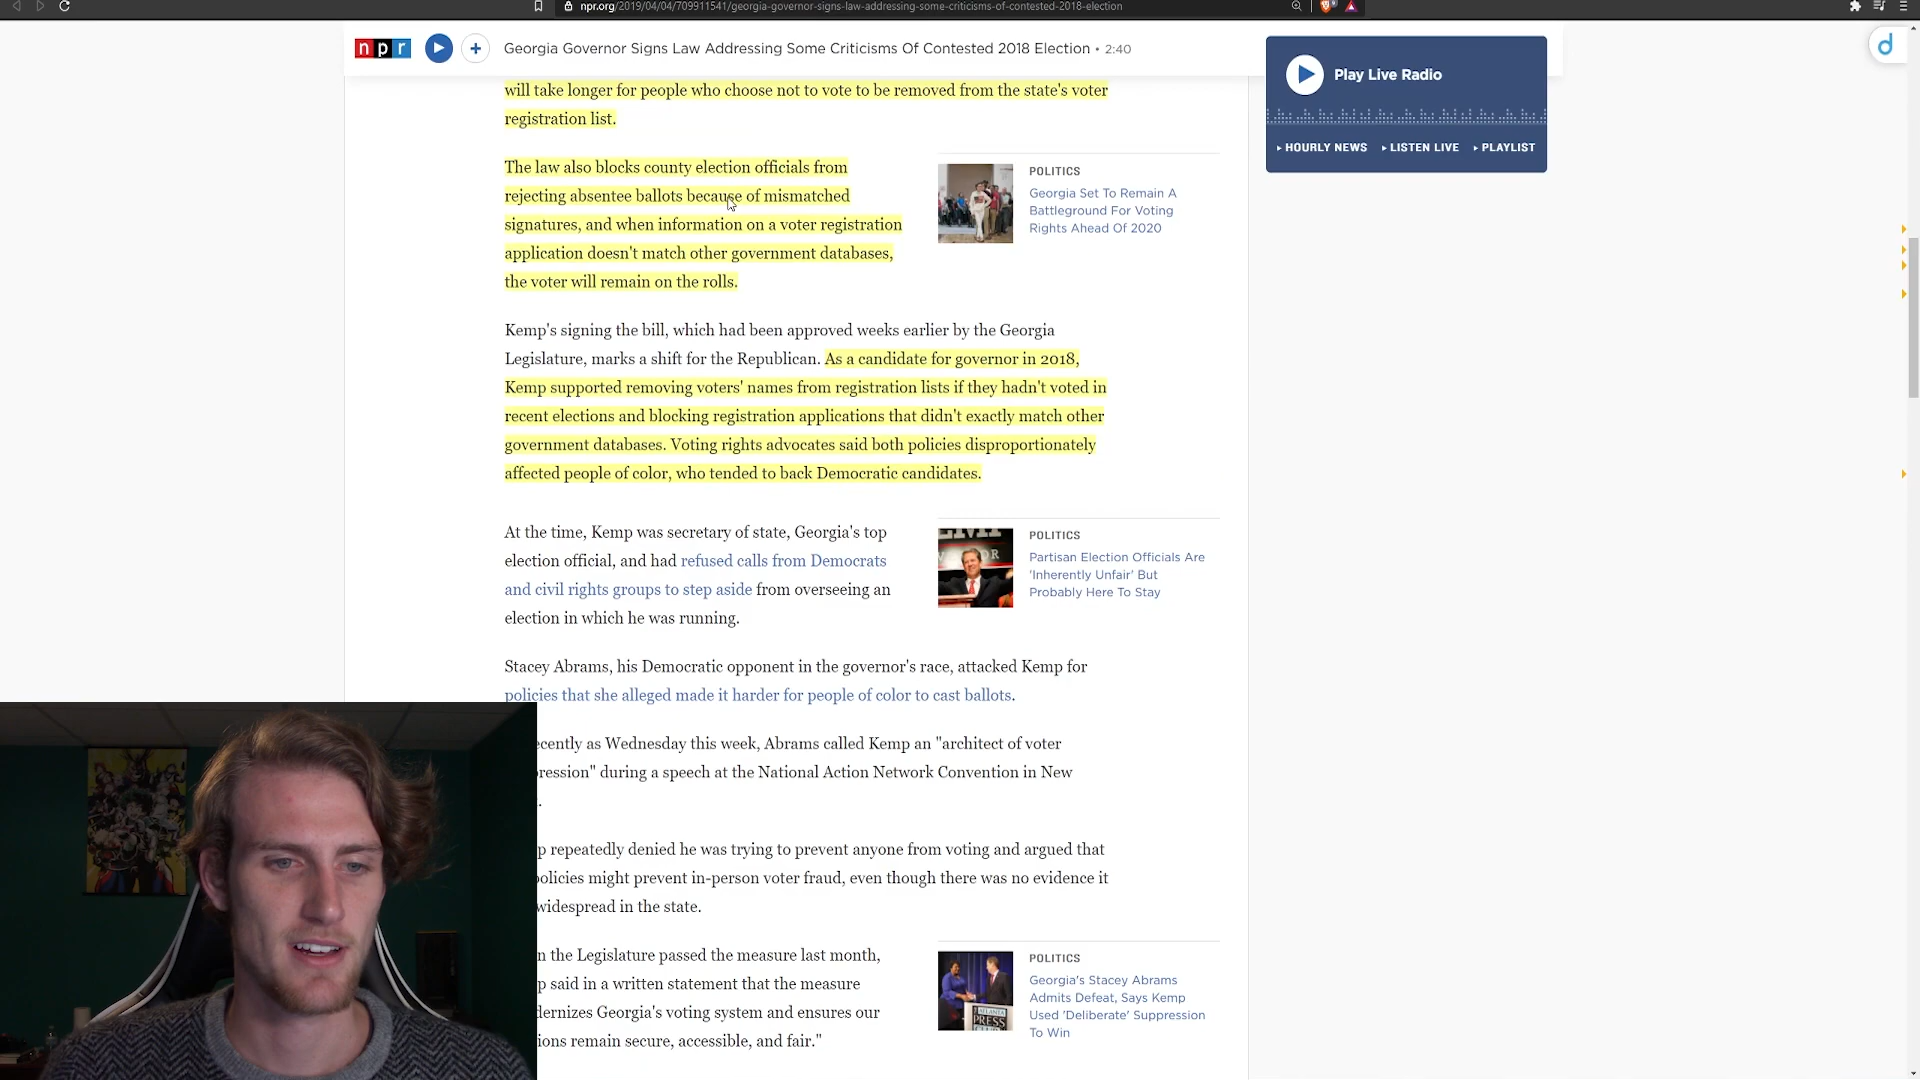 npr.org/2019/04/04/709911541/georgia-governor-signs-law-addressing-some-criticisms-of-contested-2018-election
npr
Georgia Governor Signs Law Addressing Some Criticisms Of Contested 2018 Election • 2:40
Play Live Radio
HOURLY NEWS
LISTEN LIVE
PLAYLIST
will take longer for people who choose not to vote to be removed from the state's voter
registration list.
The law also blocks county election officials from
rejecting absentee ballots because of mismatched
signatures, and when information on a voter registration
application doesn't match other government databases,
the voter will remain on the rolls.
POLITICS
Georgia Set To Remain A
Battleground For Voting
Rights Ahead Of 2020
Kemp's signing the bill, which had been approved weeks earlier by the Georgia
Legislature, marks a shift for the Republican. As a candidate for governor in 2018,
Kemp supported removing voters' names from registration lists if they hadn't voted in
recent elections and blocking registration applications that didn't exactly match other
government databases. Voting rights advocates said both policies disproportionately
affected people of color, who tended to back Democratic candidates.
At the time, Kemp was secretary of state, Georgia's top
election official, and had refused calls from Democrats
and civil rights groups to step aside from overseeing an
election in which he was running.
POLITICS
Partisan Election Officials Are
'Inherently Unfair' But
Probably Here To Stay
Stacey Abrams, his Democratic opponent in the governor's race, attacked Kemp for
policies that she alleged made it harder for people of color to cast ballots.
ecently as Wednesday this week, Abrams called Kemp an "architect of voter
ression" during a speech at the National Action Network Convention in New
.
p repeatedly denied he was trying to prevent anyone from voting and argued that
olicies might prevent in-person voter fraud, even though there was no evidence it
widespread in the state.
n the Legislature passed the measure last month,
p said in a written statement that the measure
dernizes Georgia's voting system and ensures our
ions remain secure, accessible, and fair."
POLITICS
Georgia's Stacey Abrams
Admits Defeat, Says Kemp
Used 'Deliberate' Suppression
To Win